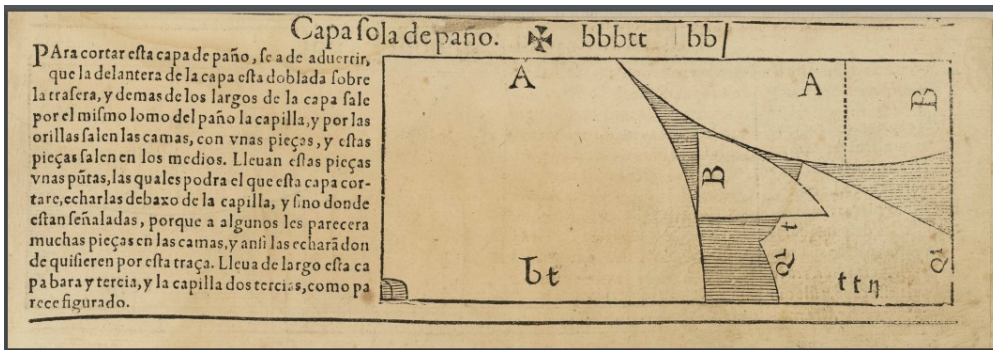 Capa sola de paño. ✠ bbbtt bb/
PAra cortar esta capa de paño, se a de aduertir,
que la delantera de la capa esta doblada sobre
la trasera, y demas de los largos de la capa sale
por el mismo lomo del paño la capilla, y por las
orillas salen las camas, con vnas pieças, y estas
pieças salen en los medios. Lleuan estas pieças
vnas pũtas, las quales podra el que esta capa cor-
tare, echarlas debaxo de la capilla, y sino donde
estan señaladas, porque a algunos les parecera
muchas pieças en las camas, y ansi las echarã don
de quisieren por esta traça. Lleua de largo esta ca
pa bara y tercia, y la capilla dos tercias, como pa
rece figurado.
A
A
B
B
t
bt
ttη